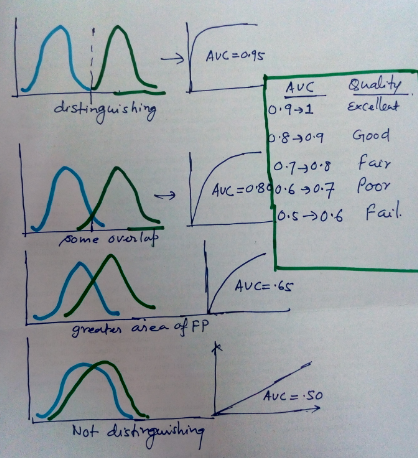 AUC=0.95
distinguishing
AUC Quality
0.9→1 Excellent
0.8→0.9 Good
0.7→0.8 Fair
0.6→0.7 Poor
0.5→0.6 Fail.
AUC=0.80
some overlap
AUC=.65
greater area of FP
AUC=.50
Not distinguishing